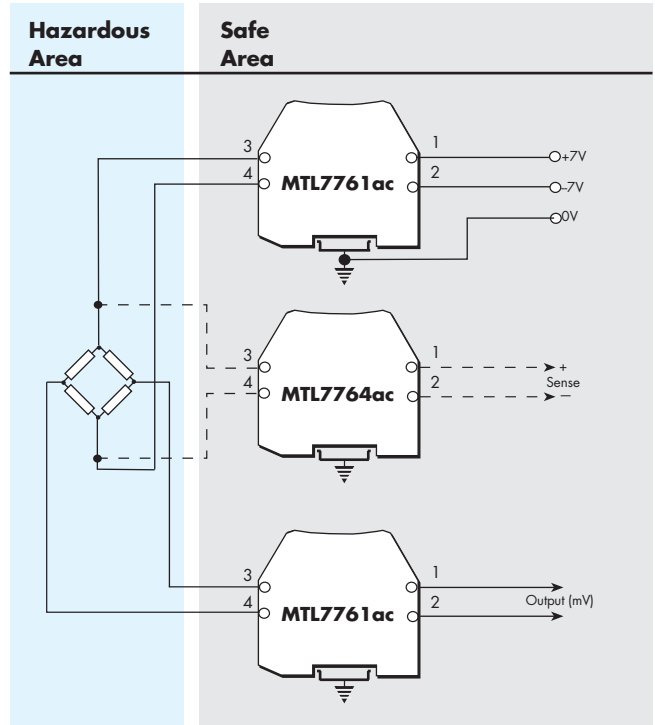 Hazardous Area
Safe Area
3
4
MTL7761ac
1
2
+7V
–7V
0V
3
4
MTL7764ac
1
2
+
Sense
–
3
4
MTL7761ac
1
2
Output (mV)